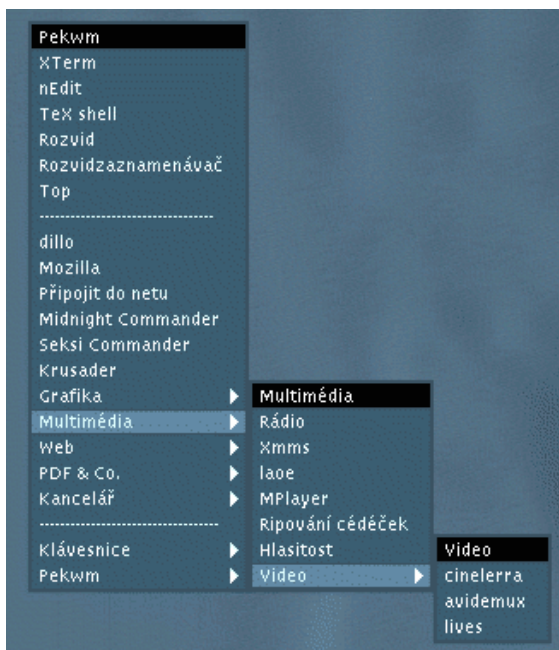 Pekwm
XTerm
nEdit
TeX shell
Rozvid
Rozvidzaznamenávač
Top
----------------------------------
dillo
Mozilla
Připojit do netu
Midnight Commander
Seksi Commander
Krusader
Grafika
Multimédia
Web
PDF & Co.
Kancelář
-----------------------------------
Klávesnice
Pekwm
Multimédia
Rádio
Xmms
laoe
MPlayer
Ripování cédéček
Hlasitost
Video
Video
cinelerra
avidemux
lives